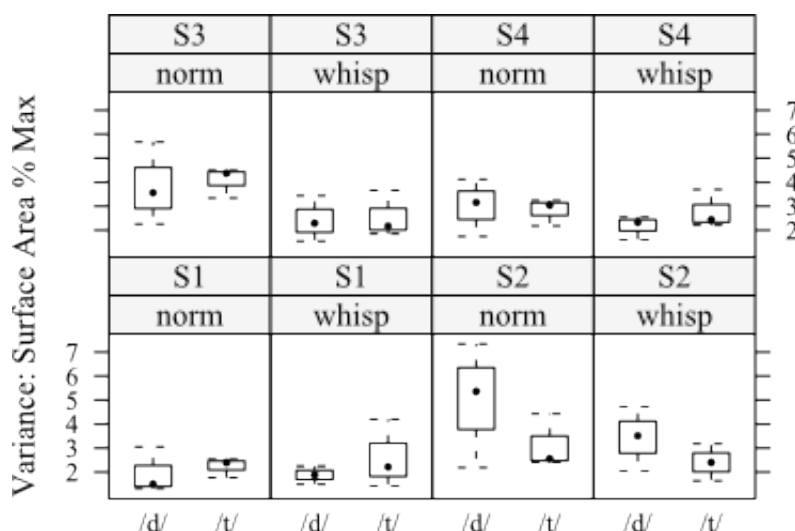 S3 S3 S4 S4
norm whisp norm whisp
Variance: Surface Area % Max
7
6
5
4
3
2
S1 S1 S2 S2
norm whisp norm whisp
7
6
5
4
3
2
/d/ /t/ /d/ /t/ /d/ /t/ /d/ /t/